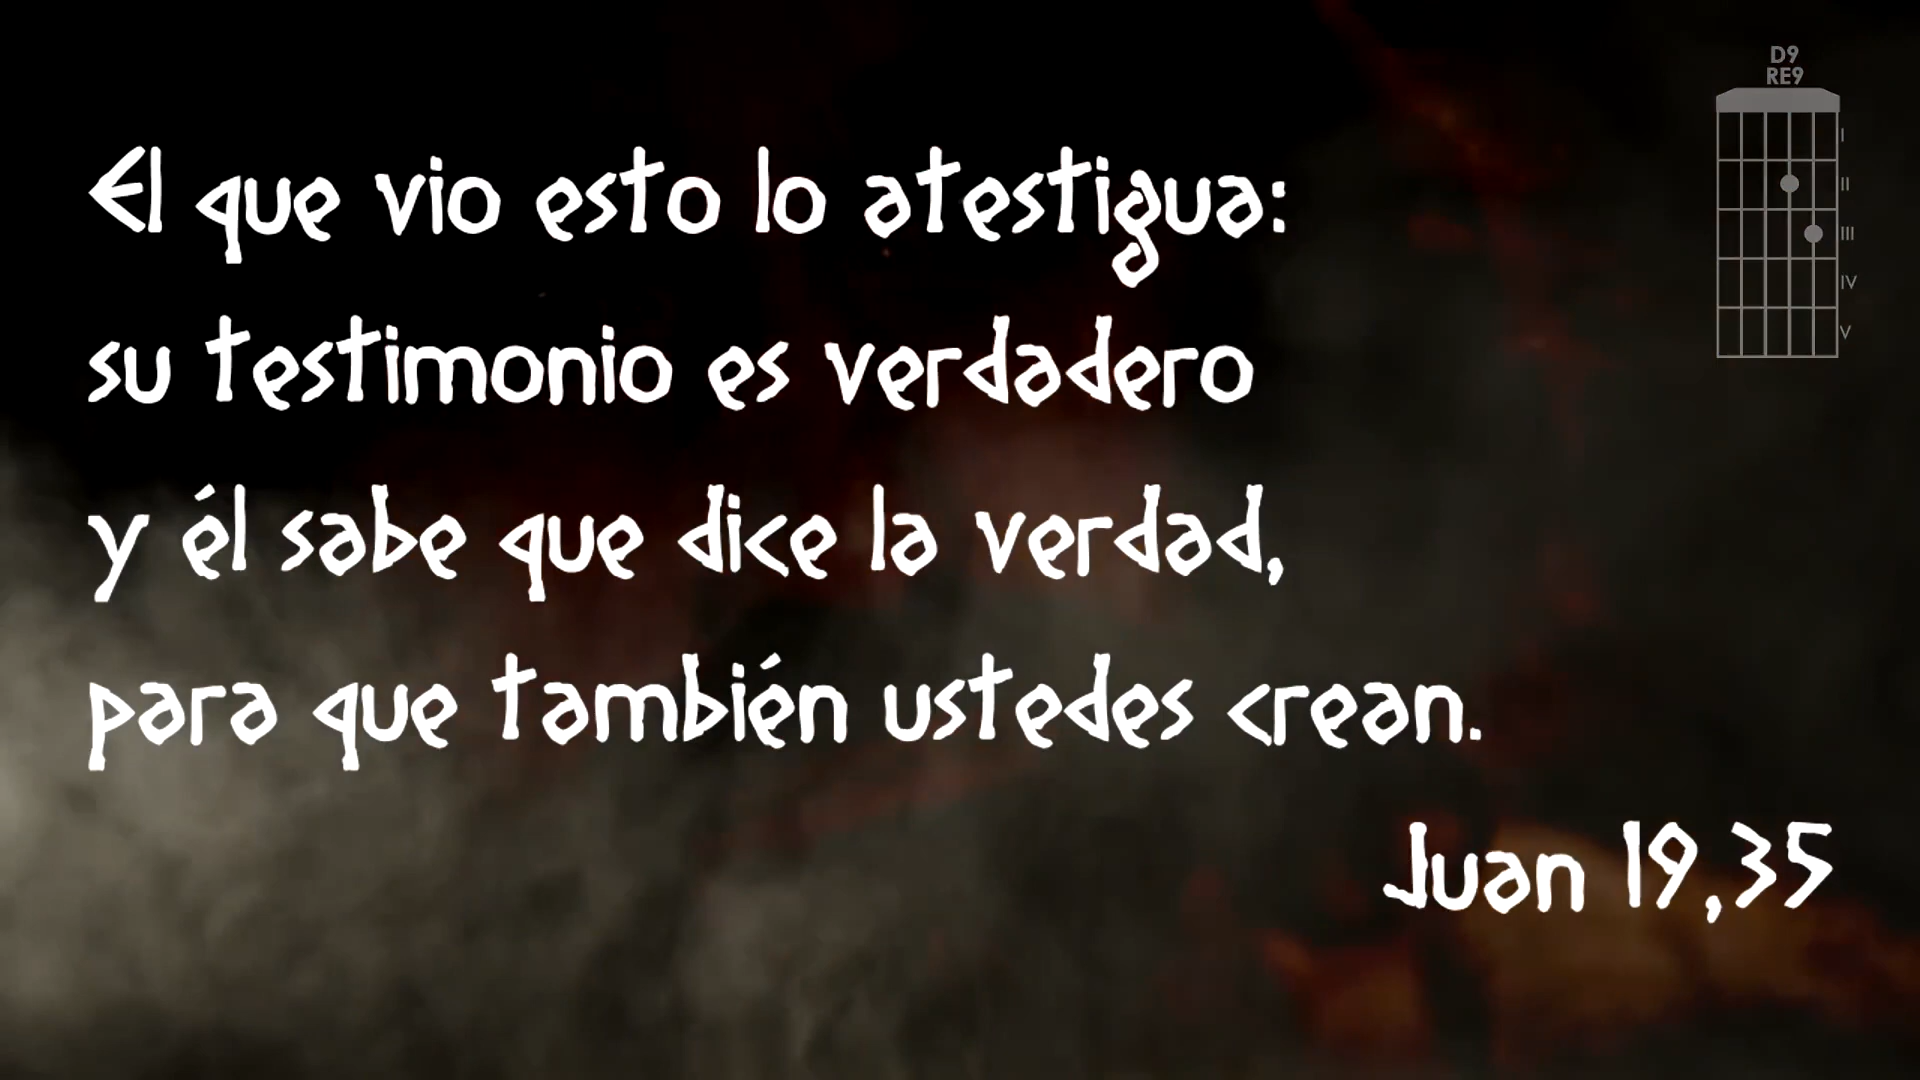 D9
RE9
I
El que vio esto lo atestigua:
II
III
IV
su testimonio es verdadero
V
y él sabe que dice la verdad,
para que también ustedes crean.
Juan 19,35